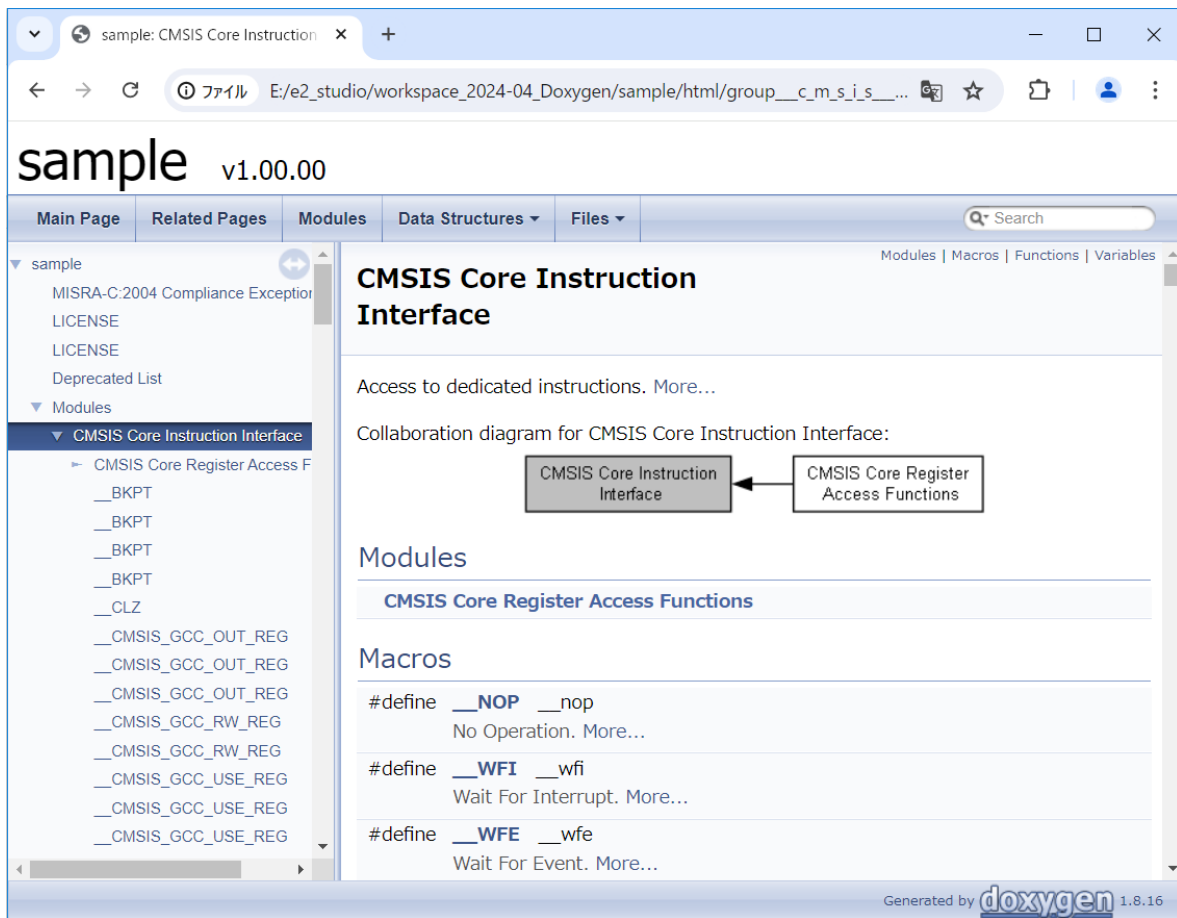 sample: CMSIS Core Instruction
ファイル E:/e2_studio/workspace_2024-04_Doxygen/sample/html/group__c_m_s_i_s___...
sample v1.00.00
Main Page Related Pages Modules Data Structures Files Search
sample
MISRA-C:2004 Compliance Exception
LICENSE
LICENSE
Deprecated List
Modules
CMSIS Core Instruction Interface
CMSIS Core Register Access F
__BKPT
__BKPT
__BKPT
__BKPT
__CLZ
__CMSIS_GCC_OUT_REG
__CMSIS_GCC_OUT_REG
__CMSIS_GCC_OUT_REG
__CMSIS_GCC_RW_REG
__CMSIS_GCC_RW_REG
__CMSIS_GCC_USE_REG
__CMSIS_GCC_USE_REG
__CMSIS_GCC_USE_REG
Modules | Macros | Functions | Variables
CMSIS Core Instruction
Interface
Access to dedicated instructions. More...
Collaboration diagram for CMSIS Core Instruction Interface:
CMSIS Core Instruction
Interface
CMSIS Core Register
Access Functions
Modules
CMSIS Core Register Access Functions
Macros
#define __NOP __nop
No Operation. More...
#define __WFI __wfi
Wait For Interrupt. More...
#define __WFE __wfe
Wait For Event. More...
Generated by doxygen 1.8.16